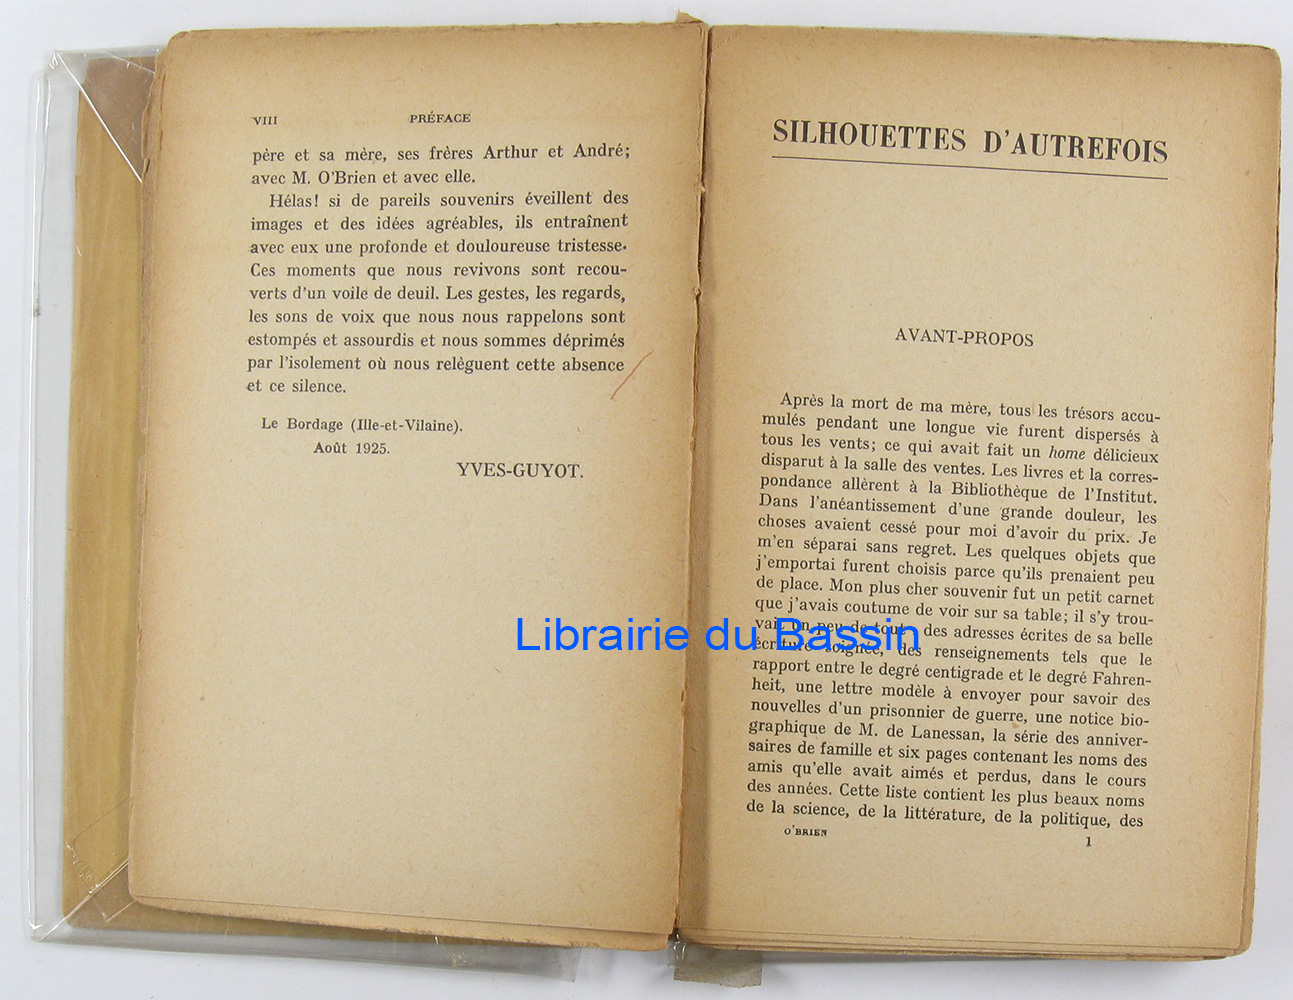 VIII PRÉFACE
père et sa mère, ses frères Arthur et André;
avec M. O'Brien et avec elle.
Hélas! si de pareils souvenirs éveillent des
images et des idées agréables, ils entraînent
avec eux une profonde et douloureuse tristesse.
Ces moments que nous revivons sont recou-
verts d'un voile de deuil. Les gestes, les regards,
les sons de voix que nous nous rappelons sont
estompés et assourdis et nous sommes déprimés
par l'isolement où nous relèguent cette absence
et ce silence.
Le Bordage (Ille-et-Vilaine).
Août 1925.
YVES-GUYOT.
SILHOUETTES D'AUTREFOIS
AVANT-PROPOS
Après la mort de ma mère, tous les trésors accu-
mulés pendant une longue vie furent dispersés à
tous les vents; ce qui avait fait un home délicieux
disparut à la salle des ventes. Les livres et la corres-
pondance allèrent à la Bibliothèque de l'Institut.
Dans l'anéantissement d'une grande douleur, les
choses avaient cessé pour moi d'avoir du prix. Je
m'en séparai sans regret. Les quelques objets que
j'emportai furent choisis parce qu'ils prenaient peu
de place. Mon plus cher souvenir fut un petit carnet
que j'avais coutume de voir sur sa table; il s'y trou-
vait un peu de tout, des adresses écrites de sa belle
écriture soignée, des renseignements tels que le
rapport entre le degré centigrade et le degré Fahren-
heit, une lettre modèle à envoyer pour savoir des
nouvelles d'un prisonnier de guerre, une notice bio-
graphique de M. de Lanessan, la série des anniver-
saires de famille et six pages contenant les noms des
amis qu'elle avait aimés et perdus, dans le cours
des années. Cette liste contient les plus beaux noms
de la science, de la littérature, de la politique, des
O'BRIEN 1
Librairie du Bassin